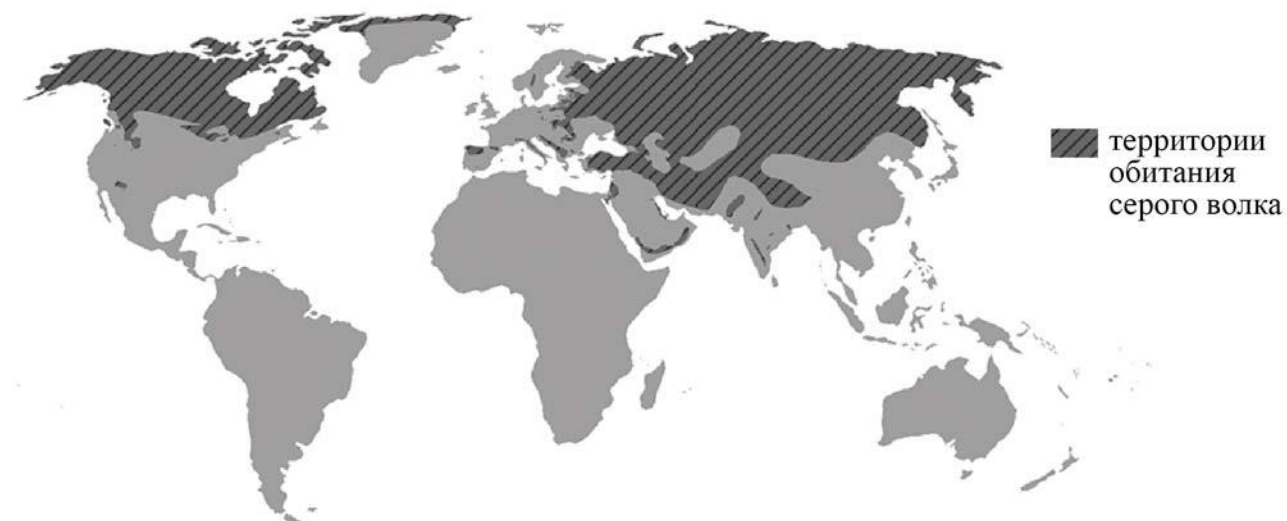 территории
обитания
серого волка